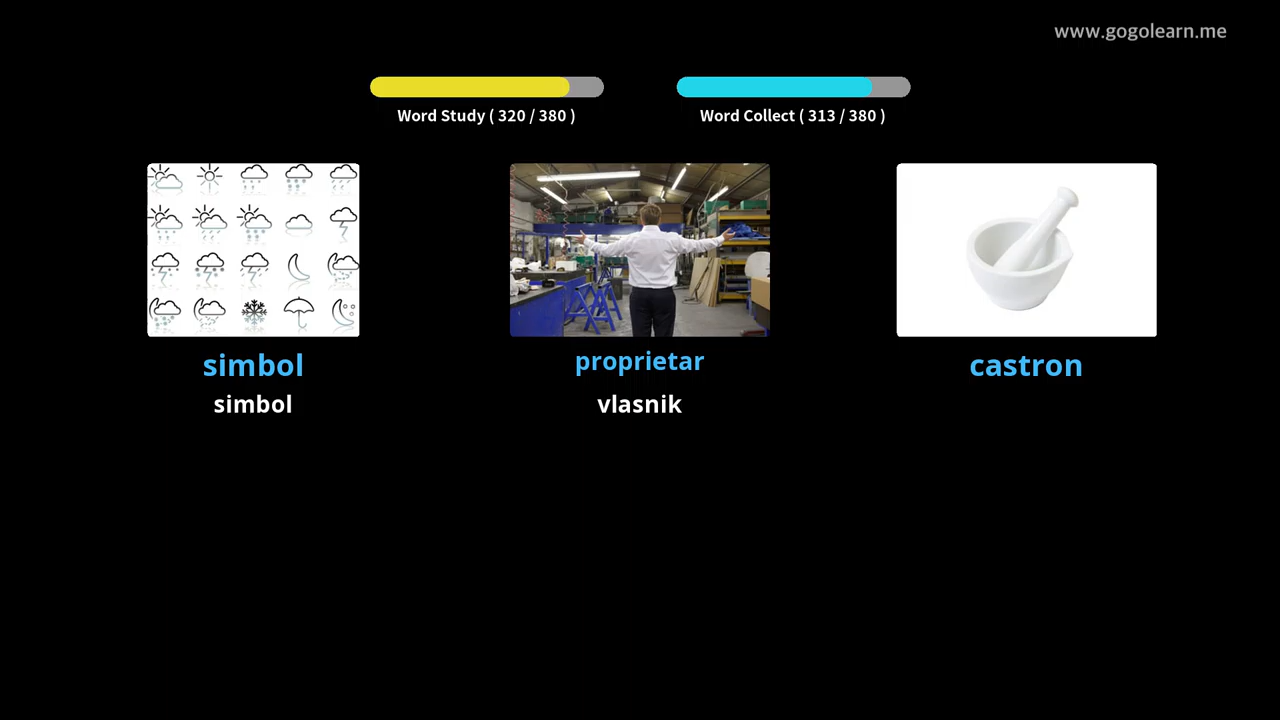 www.gogolearn.me
Word Study ( 320 / 380 )
Word Collect ( 313 / 380 )
simbol
simbol
proprietar
vlasnik
castron